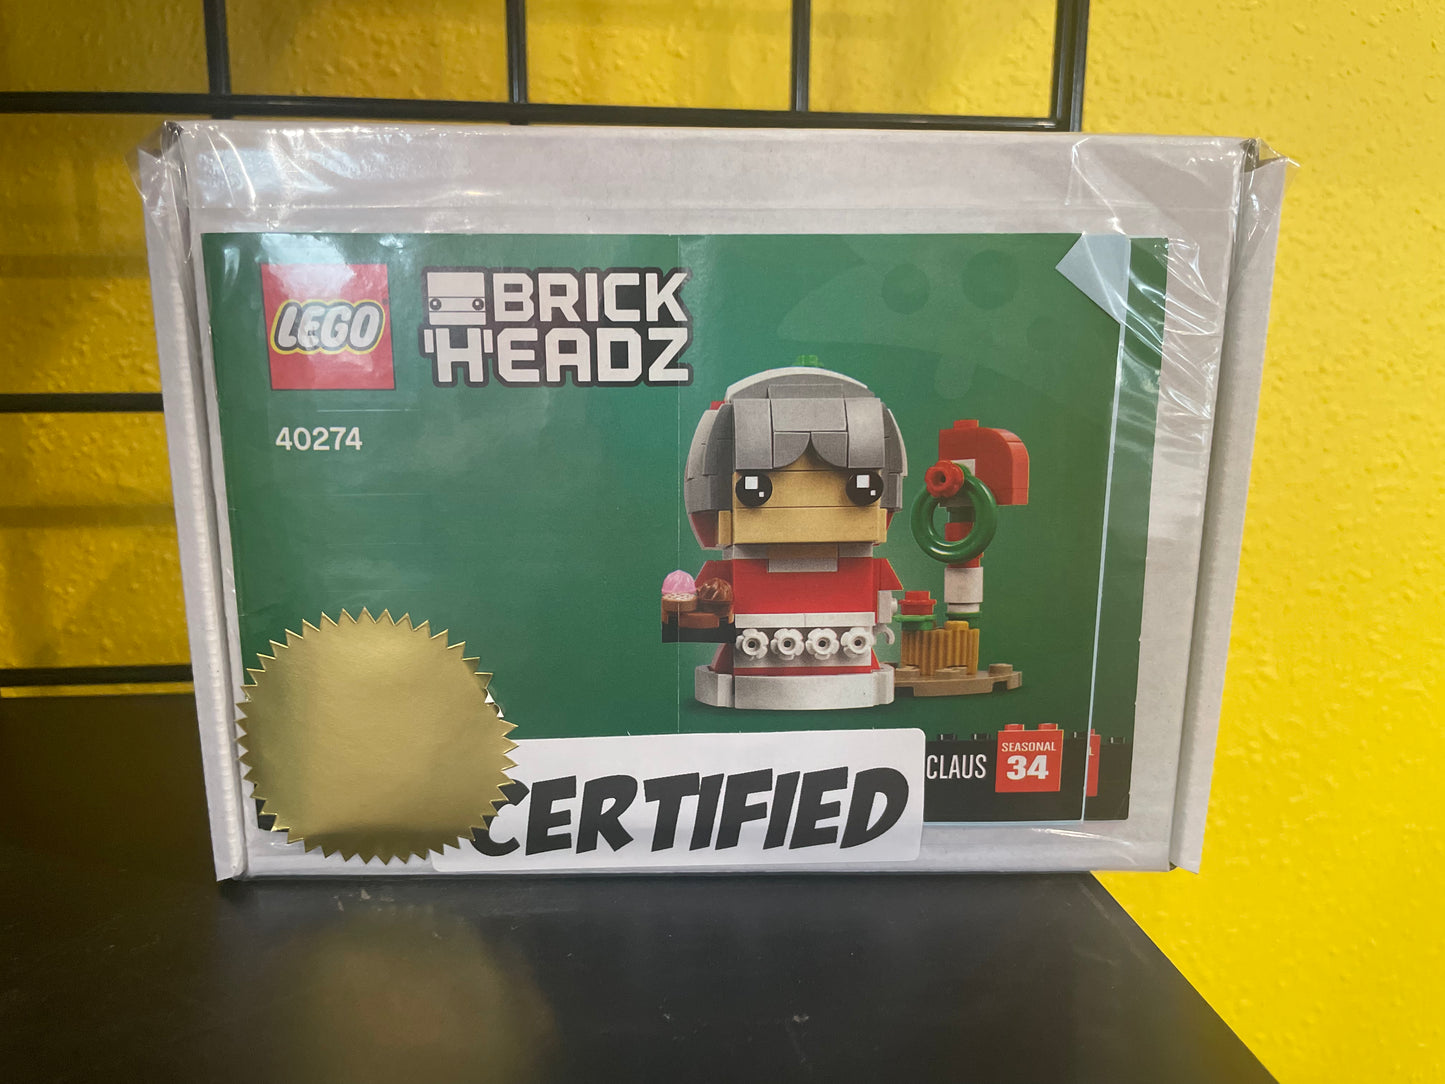 LEGO
BRICK
HEADZ
40274
CLAUS
SEASONAL
34
CERTIFIED